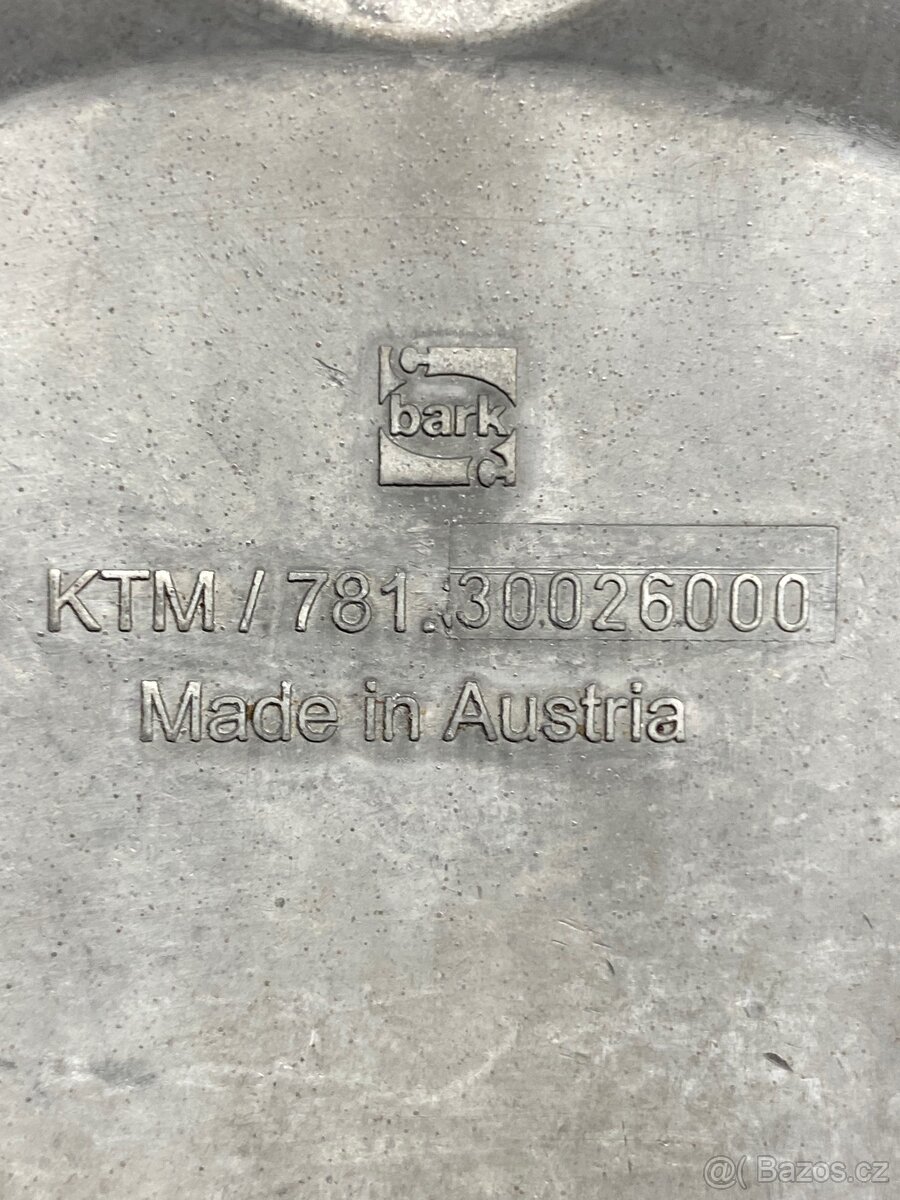 bark
KTM / 781.30026000
Made in Austria
@( Bazos.cz